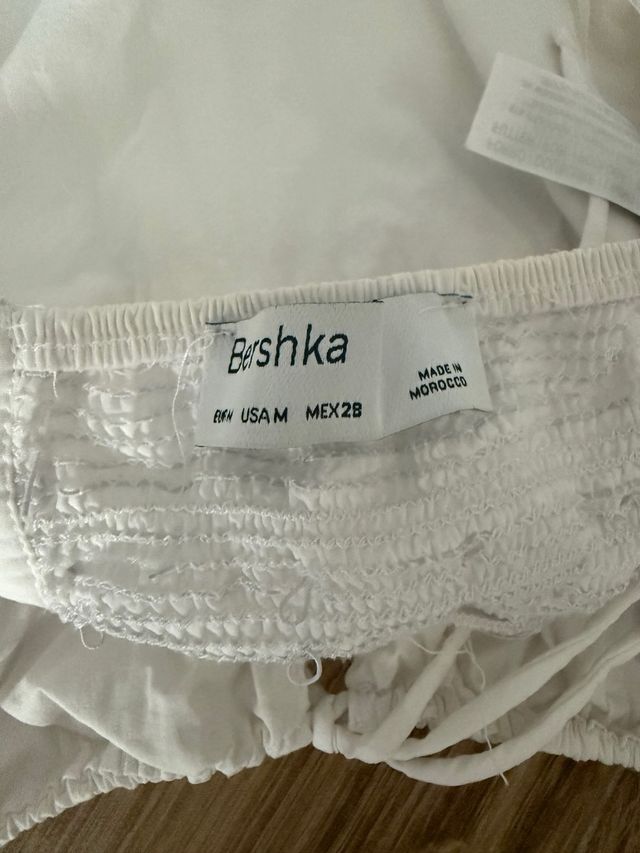 Bershka
EUR M USA M MEX 28
MADE IN
MOROCCO